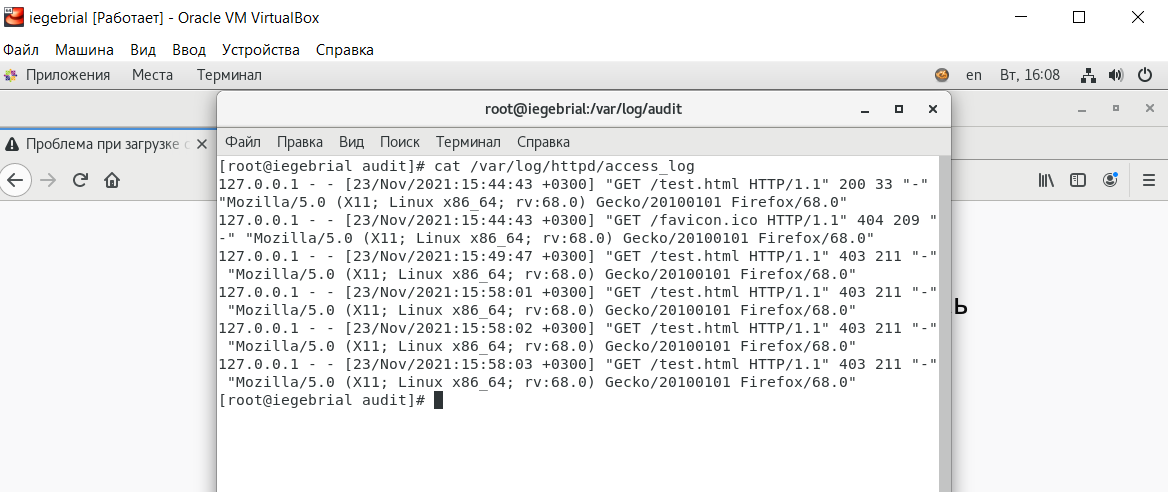 iegebrial [Работает] - Oracle VM VirtualBox
Файл Машина Вид Ввод Устройства Справка
Приложения Места Терминал en Вт, 16:08
root@iegebrial:/var/log/audit
Проблема при загрузке с
Файл Правка Вид Поиск Терминал Справка
[root@iegebrial audit]# cat /var/log/httpd/access_log
127.0.0.1 - - [23/Nov/2021:15:44:43 +0300] "GET /test.html HTTP/1.1" 200 33 "-"
"Mozilla/5.0 (X11; Linux x86_64; rv:68.0) Gecko/20100101 Firefox/68.0"
127.0.0.1 - - [23/Nov/2021:15:44:43 +0300] "GET /favicon.ico HTTP/1.1" 404 209 "
-" "Mozilla/5.0 (X11; Linux x86_64; rv:68.0) Gecko/20100101 Firefox/68.0"
127.0.0.1 - - [23/Nov/2021:15:49:47 +0300] "GET /test.html HTTP/1.1" 403 211 "-"
"Mozilla/5.0 (X11; Linux x86_64; rv:68.0) Gecko/20100101 Firefox/68.0"
127.0.0.1 - - [23/Nov/2021:15:58:01 +0300] "GET /test.html HTTP/1.1" 403 211 "-"
"Mozilla/5.0 (X11; Linux x86_64; rv:68.0) Gecko/20100101 Firefox/68.0"
127.0.0.1 - - [23/Nov/2021:15:58:02 +0300] "GET /test.html HTTP/1.1" 403 211 "-"
"Mozilla/5.0 (X11; Linux x86_64; rv:68.0) Gecko/20100101 Firefox/68.0"
127.0.0.1 - - [23/Nov/2021:15:58:03 +0300] "GET /test.html HTTP/1.1" 403 211 "-"
"Mozilla/5.0 (X11; Linux x86_64; rv:68.0) Gecko/20100101 Firefox/68.0"
[root@iegebrial audit]#